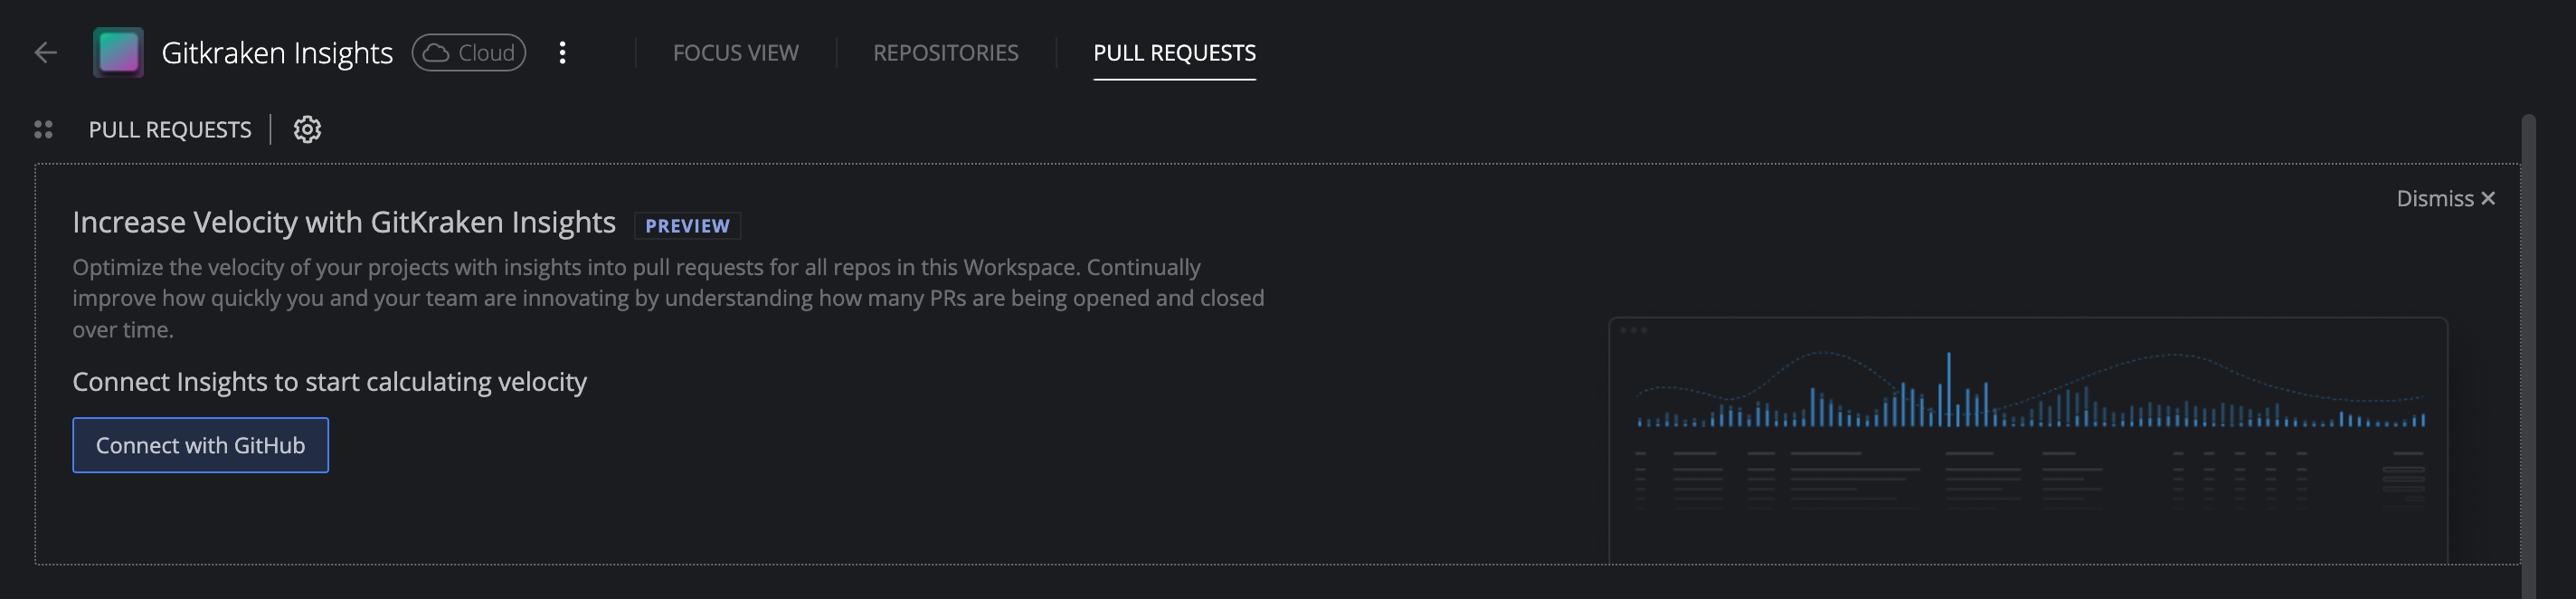 Gitkraken Insights Cloud FOCUS VIEW REPOSITORIES PULL REQUESTS
PULL REQUESTS
Dismiss
Increase Velocity with GitKraken Insights PREVIEW
Optimize the velocity of your projects with insights into pull requests for all repos in this Workspace. Continually
improve how quickly you and your team are innovating by understanding how many PRs are being opened and closed
over time.
Connect Insights to start calculating velocity
Connect with GitHub